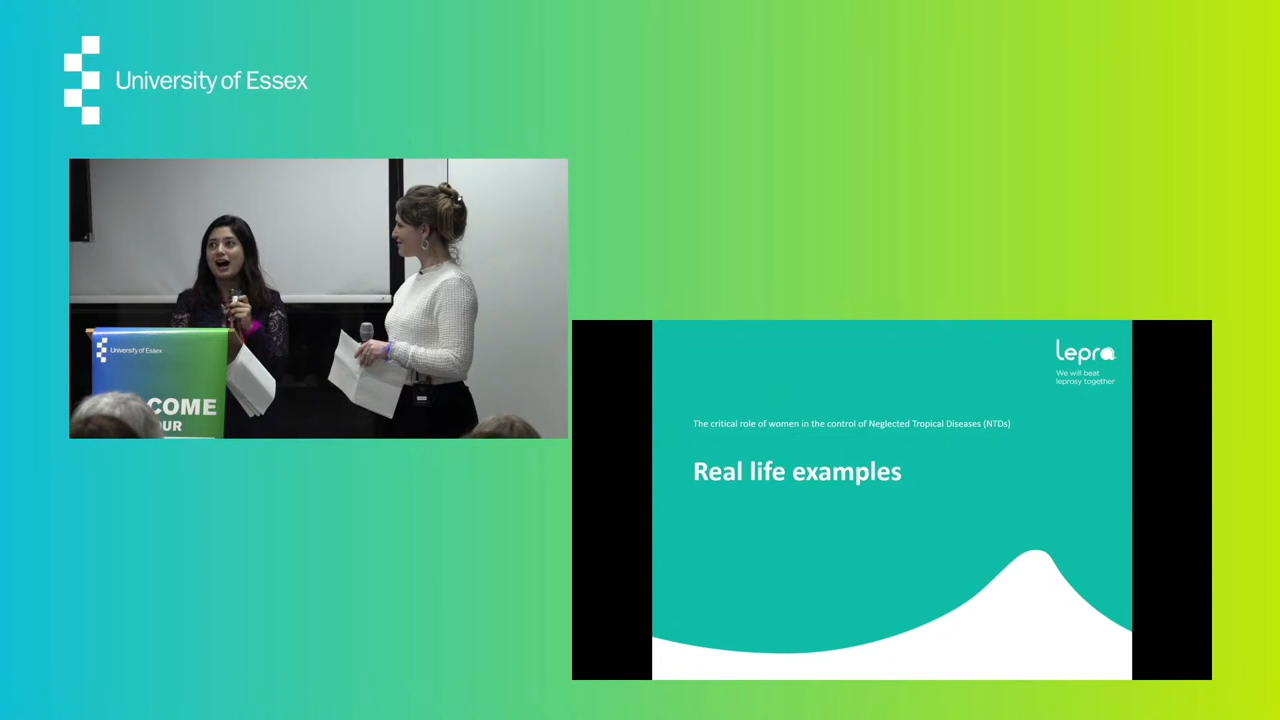 University of Essex
University of Essex
COME
OUR
lepra
We will beat
leprosy together
The critical role of women in the control of Neglected Tropical Diseases (NTDs)
Real life examples